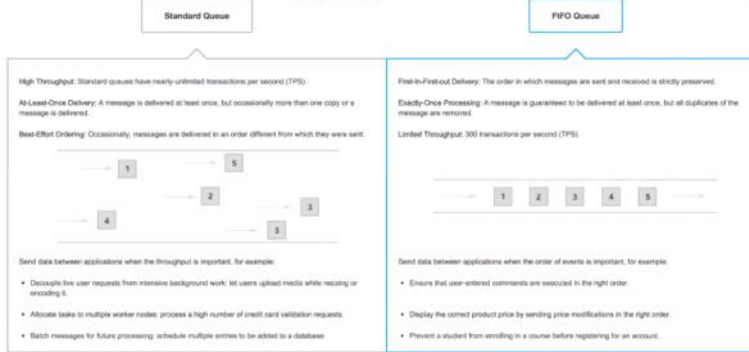 Standard Queue
High Throughput: Standard queues have nearly-unlimited transactions per second (TPS).
At-Least-Once Delivery: A message is delivered at least once, but occasionally more than one copy or a
message is delivered.
Best-Effort Ordering: Occasionally, messages are delivered in an order different from which they were sent
1
5
2
3
4
3
Send data between applications when the throughput is important, for example:
• Decouple live user requests from intensive background work: let users upload media while resizing or
encoding it.
• Allocate tasks to multiple worker nodes: process a high number of credit card validation requests.
• Batch messages for future processing: schedule multiple entries to be added to a database.
FIFO Queue
First-In-First-out Delivery: The order in which messages are sent and received is strictly preserved.
Exactly-Once Processing: A message is guaranteed to be delivered at least once, but all duplicates of the
message are removed.
Limited Throughput: 300 transactions per second (TPS).
1 2 3 4 5
Send data between applications when the order of events is important, for example:
• Ensure that user-entered commands are executed in the right order.
• Display the correct product price by sending price modifications in the right order.
• Prevent a student from enrolling in a course before registering for an account.